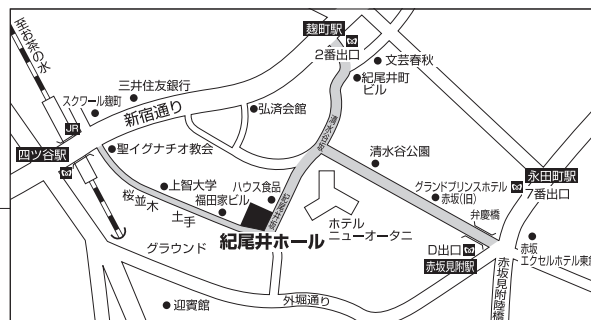 至お茶の水
麹町駅
2番出口
文芸春秋
紀尾井町
ビル
三井住友銀行
スクワール麹町
新宿通り
弘済会館
清水谷坂
JR
四ツ谷駅
聖イグナチオ教会
清水谷公園
上智大学
ハウス食品
福田家ビル
桜並木
土手
グランドプリンスホテル
赤坂(旧)
永田町駅
7番出口
弁慶橋
ホテル
ニューオータニ
紀尾井ホール
グラウンド
D出口
赤坂見附駅
赤坂
エクセルホテル東急
迎賓館
外堀通り
赤坂見附陸橋